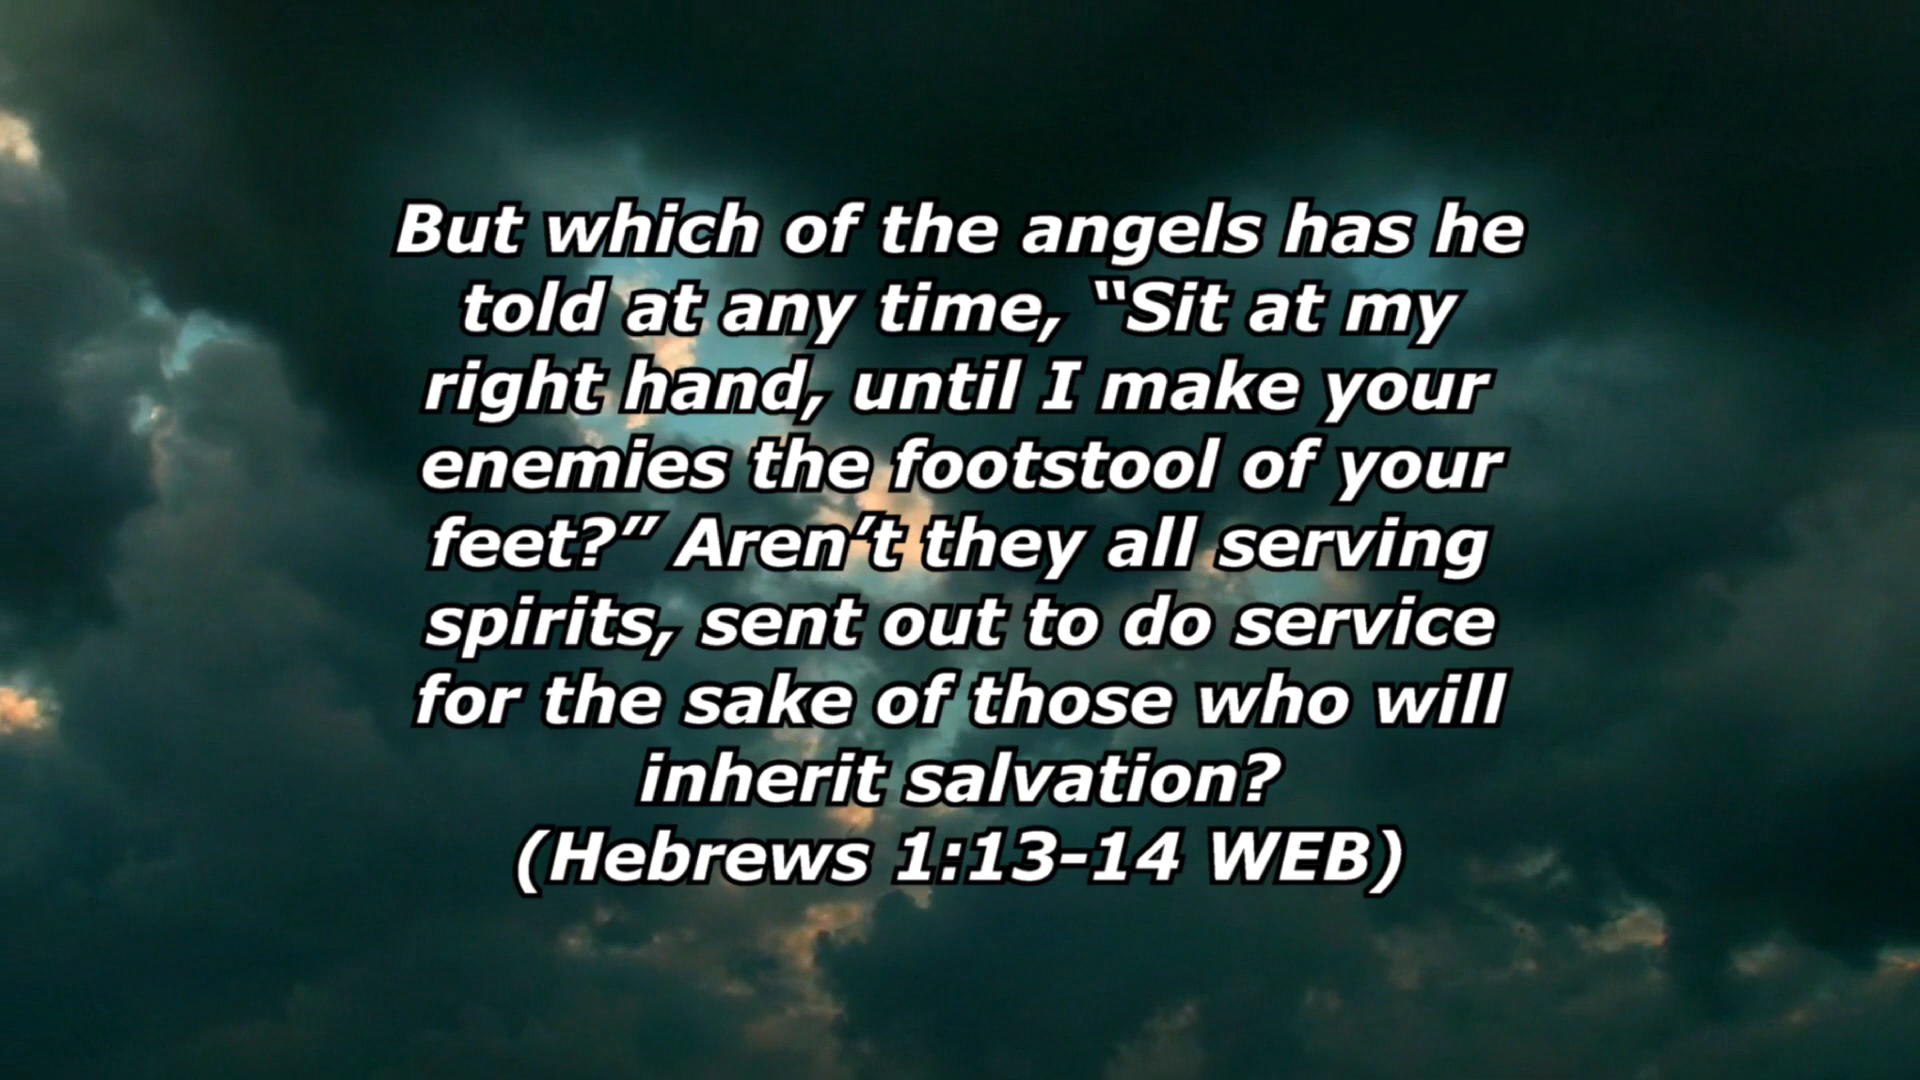 But which of the angels has he
told at any time, “Sit at my
right hand, until I make your
enemies the footstool of your
feet?” Aren’t they all serving
spirits, sent out to do service
for the sake of those who will
inherit salvation?
(Hebrews 1:13-14 WEB)